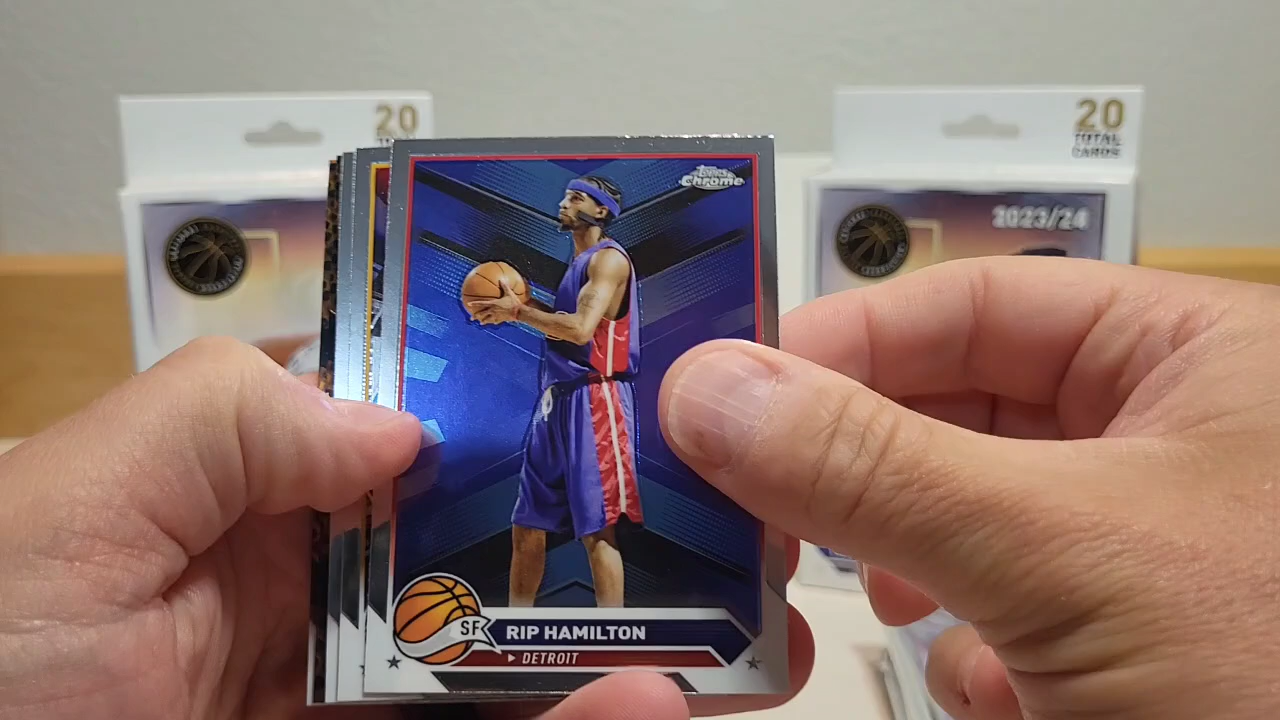 20
20
TOTAL
CARDS
2023/24
Topps
Chrome
SF
RIP HAMILTON
DETROIT